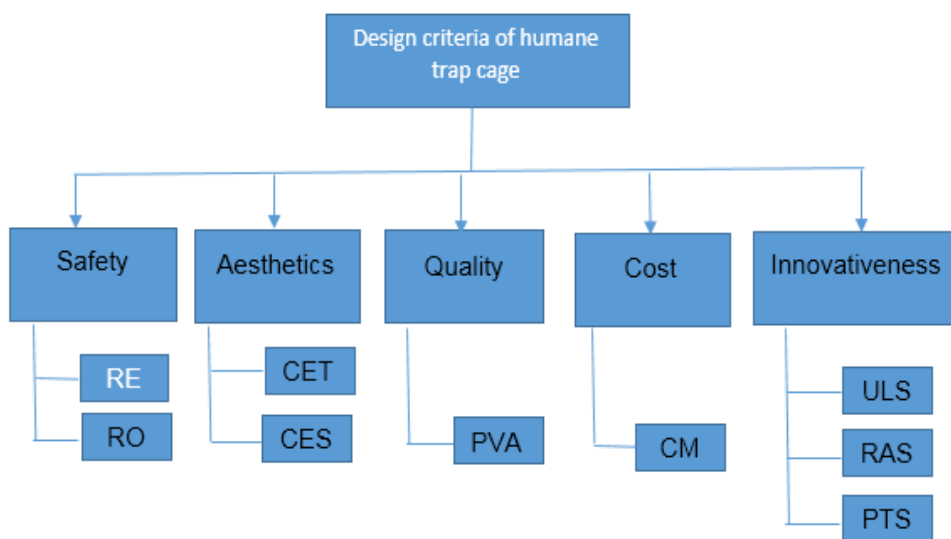 Design criteria of humane
trap cage
Safety
Aesthetics
Quality
Cost
Innovativeness
RE
RO
CET
CES
PVA
CM
ULS
RAS
PTS